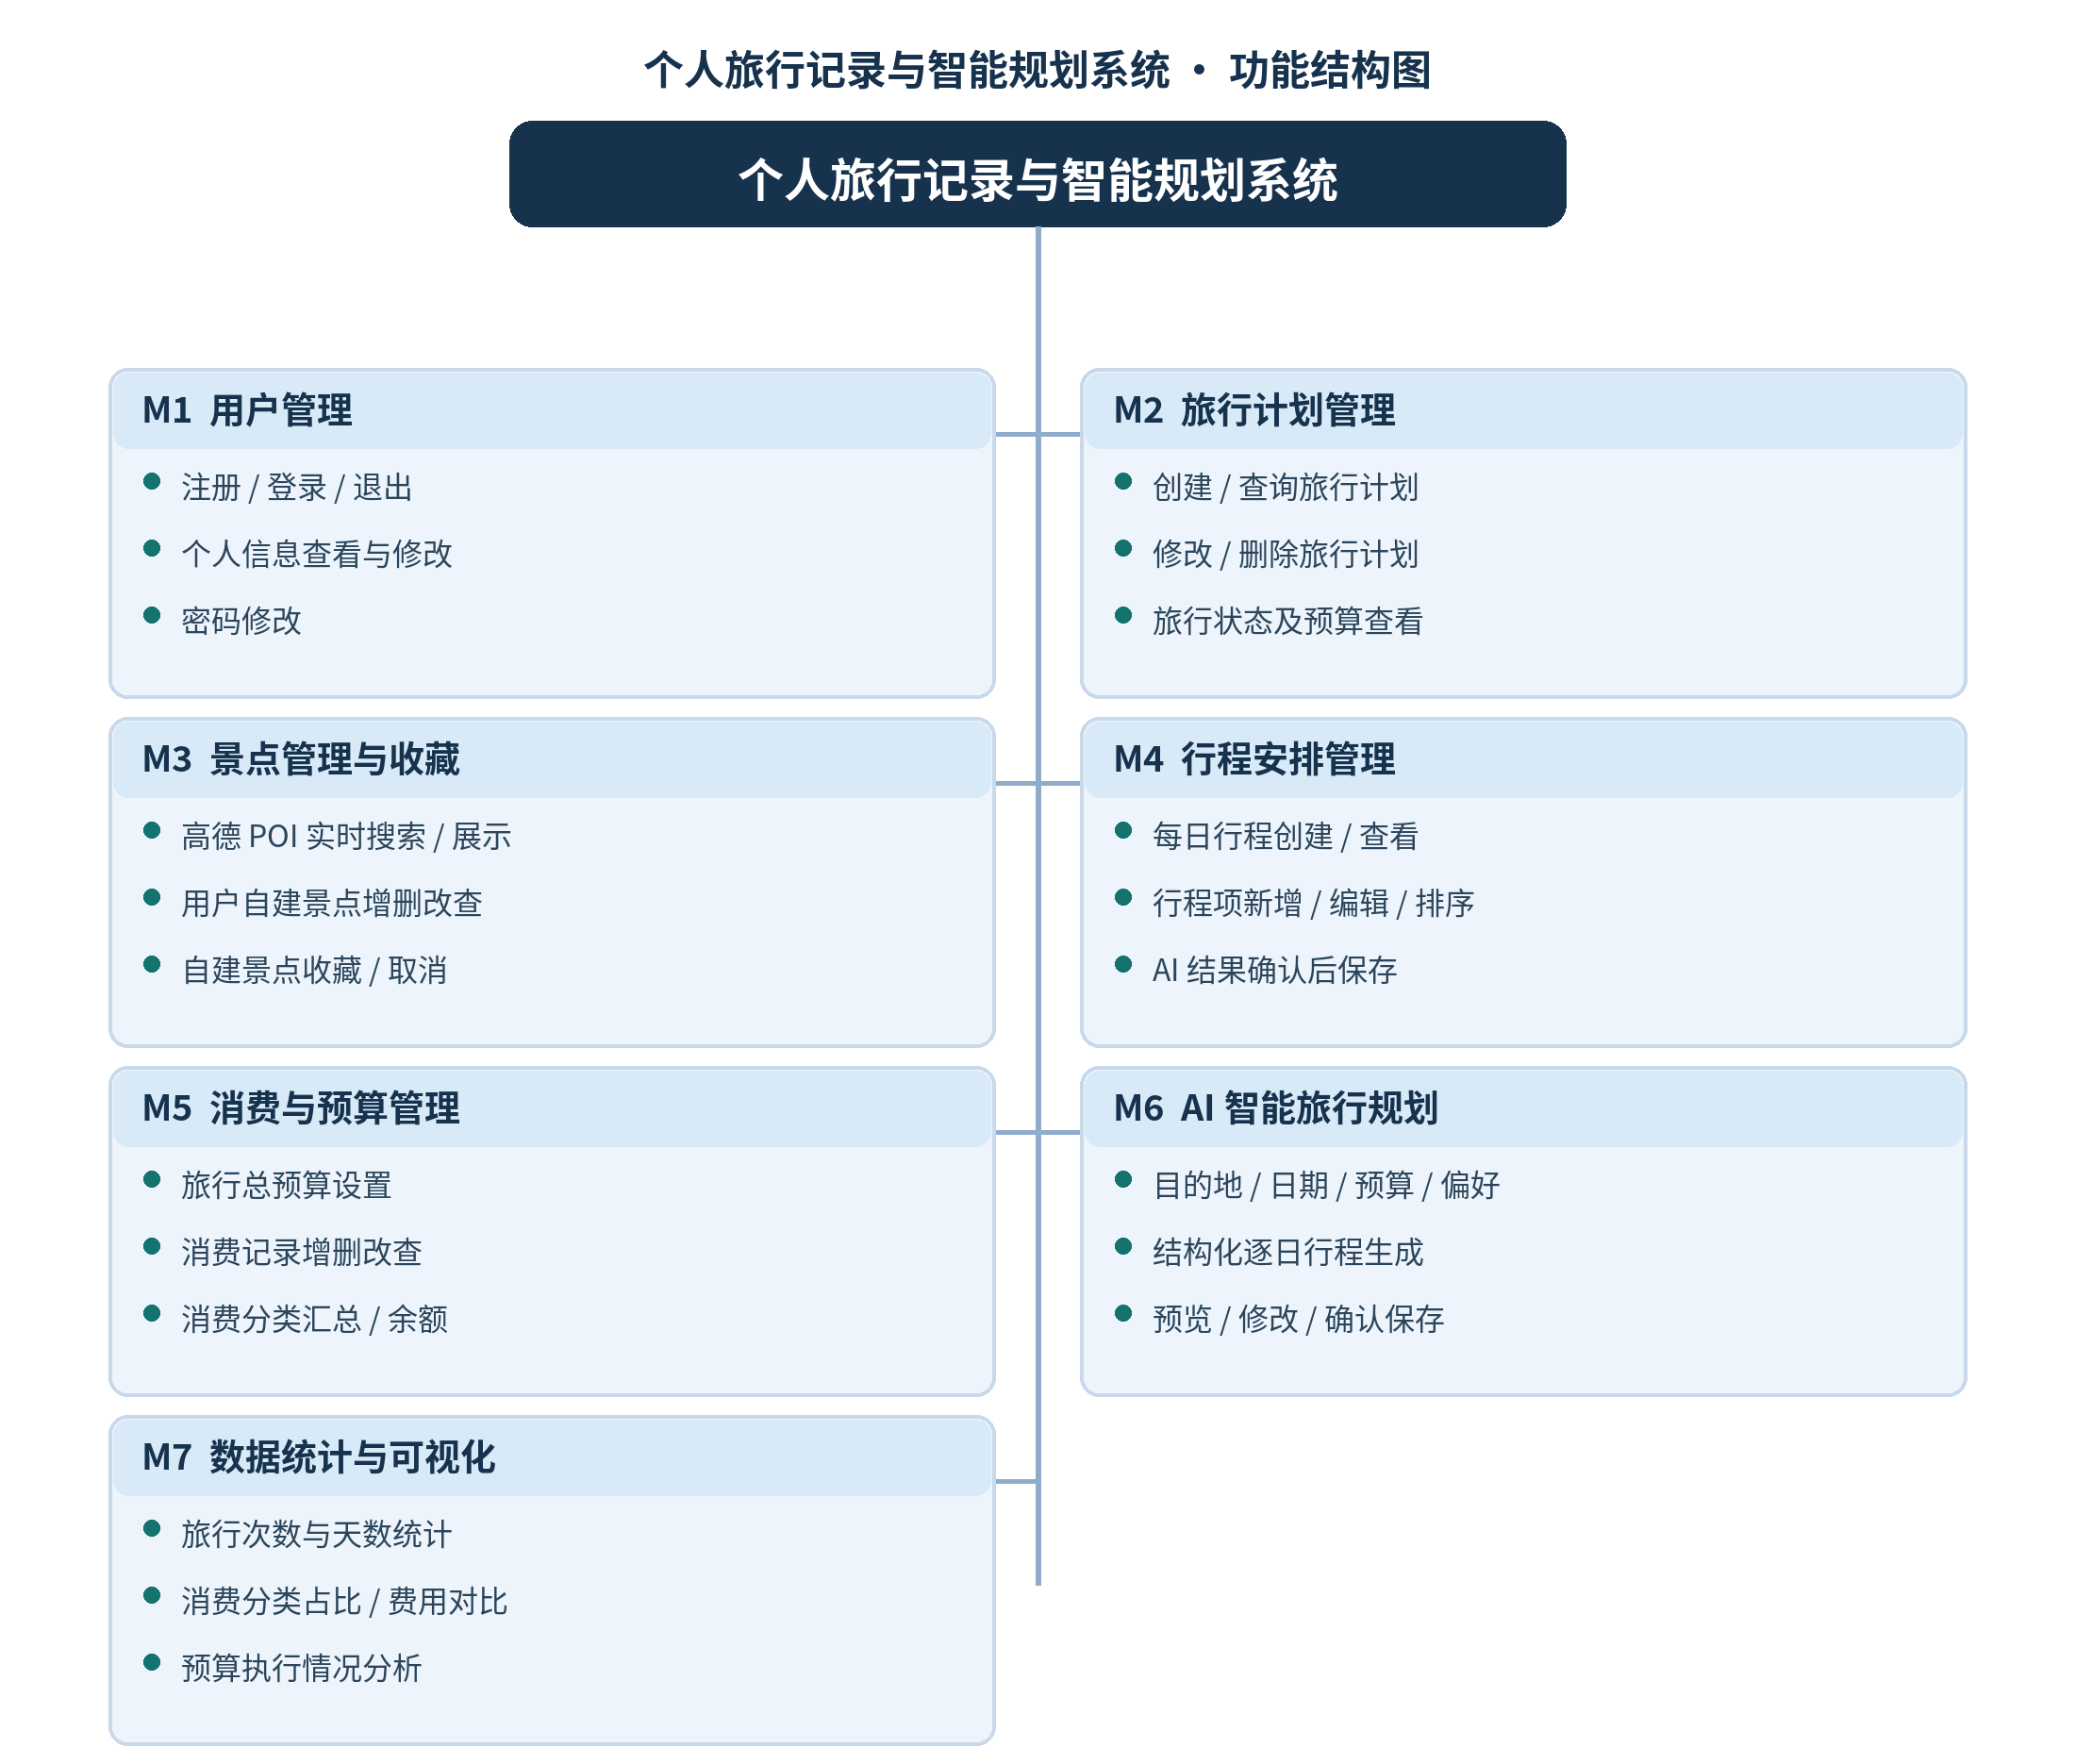 个人旅行记录与智能规划系统 · 功能结构图
个人旅行记录与智能规划系统
M1 用户管理
注册 / 登录 / 退出
个人信息查看与修改
密码修改
M2 旅行计划管理
创建 / 查询旅行计划
修改 / 删除旅行计划
旅行状态及预算查看
M3 景点管理与收藏
高德 POI 实时搜索 / 展示
用户自建景点增删改查
自建景点收藏 / 取消
M4 行程安排管理
每日行程创建 / 查看
行程项新增 / 编辑 / 排序
AI 结果确认后保存
M5 消费与预算管理
旅行总预算设置
消费记录增删改查
消费分类汇总 / 余额
M6 AI 智能旅行规划
目的地 / 日期 / 预算 / 偏好
结构化逐日行程生成
预览 / 修改 / 确认保存
M7 数据统计与可视化
旅行次数与天数统计
消费分类占比 / 费用对比
预算执行情况分析